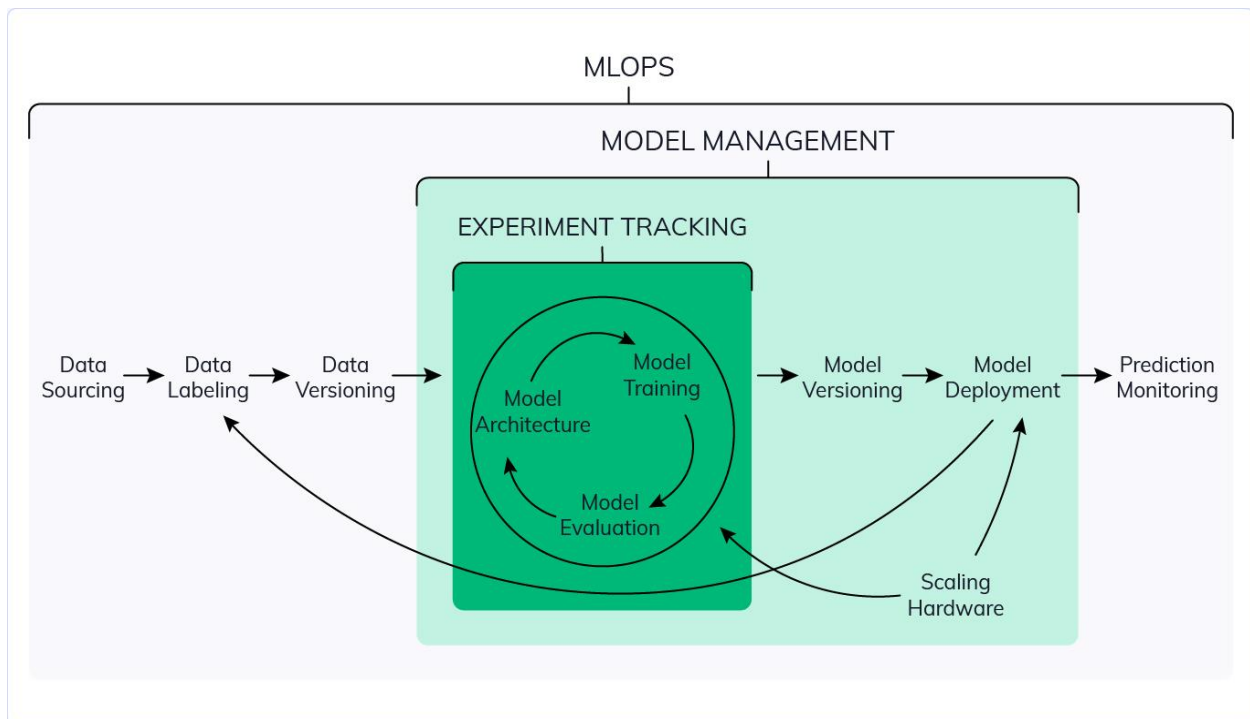 MLOPS
MODEL MANAGEMENT
EXPERIMENT TRACKING
Data
Sourcing
Data
Labeling
Data
Versioning
Model
Architecture
Model
Training
Model
Evaluation
Model
Versioning
Model
Deployment
Prediction
Monitoring
Scaling
Hardware